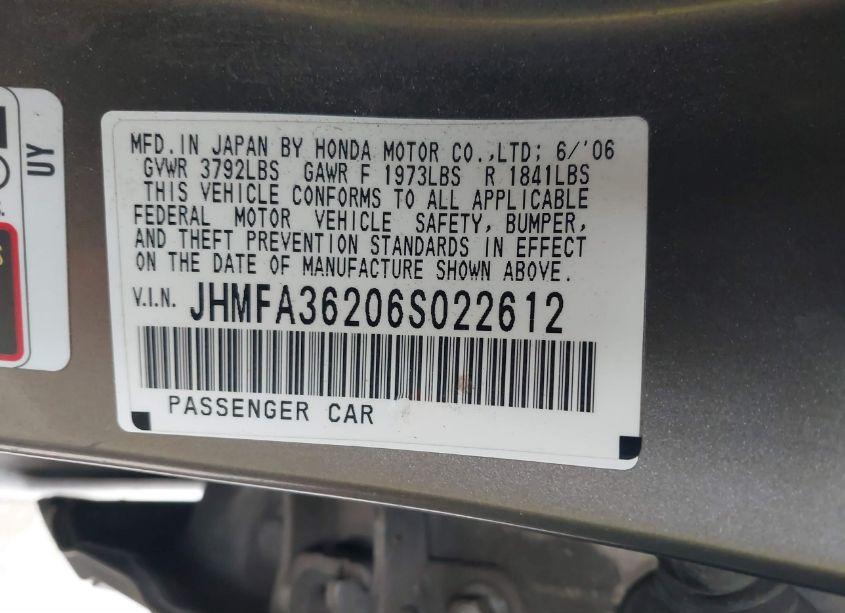 MFD.IN JAPAN BY HONDA MOTOR CO.,LTD; 6/'06
GVWR 3792LBS GAWR F 1973LBS R 1841LBS
THIS VEHICLE CONFORMS TO ALL APPLICABLE
FEDERAL MOTOR VEHICLE SAFETY, BUMPER,
AND THEFT PREVENTION STANDARDS IN EFFECT
ON THE DATE OF MANUFACTURE SHOWN ABOVE.
V.I.N. JHMFA36206S022612
PASSENGER CAR
UY